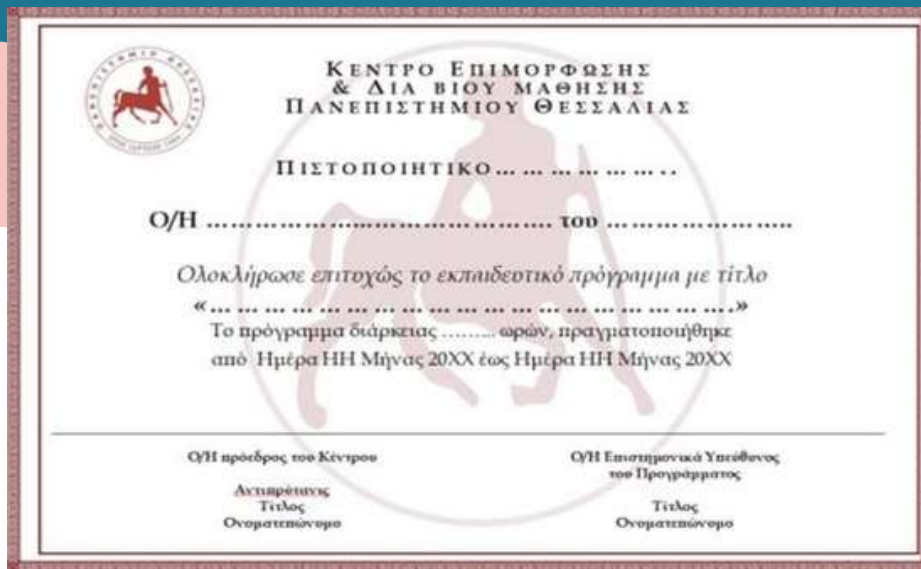 ΠΑΝΕΠΙΣΤΗΜΙΟ ΘΕΣΣΑΛΙΑΣ
ΚΕΝΤΡΟ ΕΠΙΜΟΡΦΩΣΗΣ
& ΔΙΑ ΒΙΟΥ ΜΑΘΗΣΗΣ
ΠΑΝΕΠΙΣΤΗΜΙΟΥ ΘΕΣΣΑΛΙΑΣ
ΠΙΣΤΟΠΟΙΗΤΙΚΟ... ... ... ... ... ... ..
Ο/Η ................................................ του ..........................
Ολοκλήρωσε επιτυχώς το εκπαιδευτικό πρόγραμμα με τίτλο
«... ... ... ... ... ... ... ... ... ... ... ... ... ... ... ... ... ... ... ....»
Το πρόγραμμα διάρκειας ......... ωρών, πραγματοποιήθηκε
από Ημέρα ΗΗ Μήνας 20ΧΧ έως Ημέρα ΗΗ Μήνας 20ΧΧ
Ο/Η πρόεδρος του Κέντρου
Αντιπρύτανις
Τίτλος
Ονοματεπώνυμο
Ο/Η Επιστημονικά Υπεύθυνος
του Προγράμματος
Τίτλος
Ονοματεπώνυμο